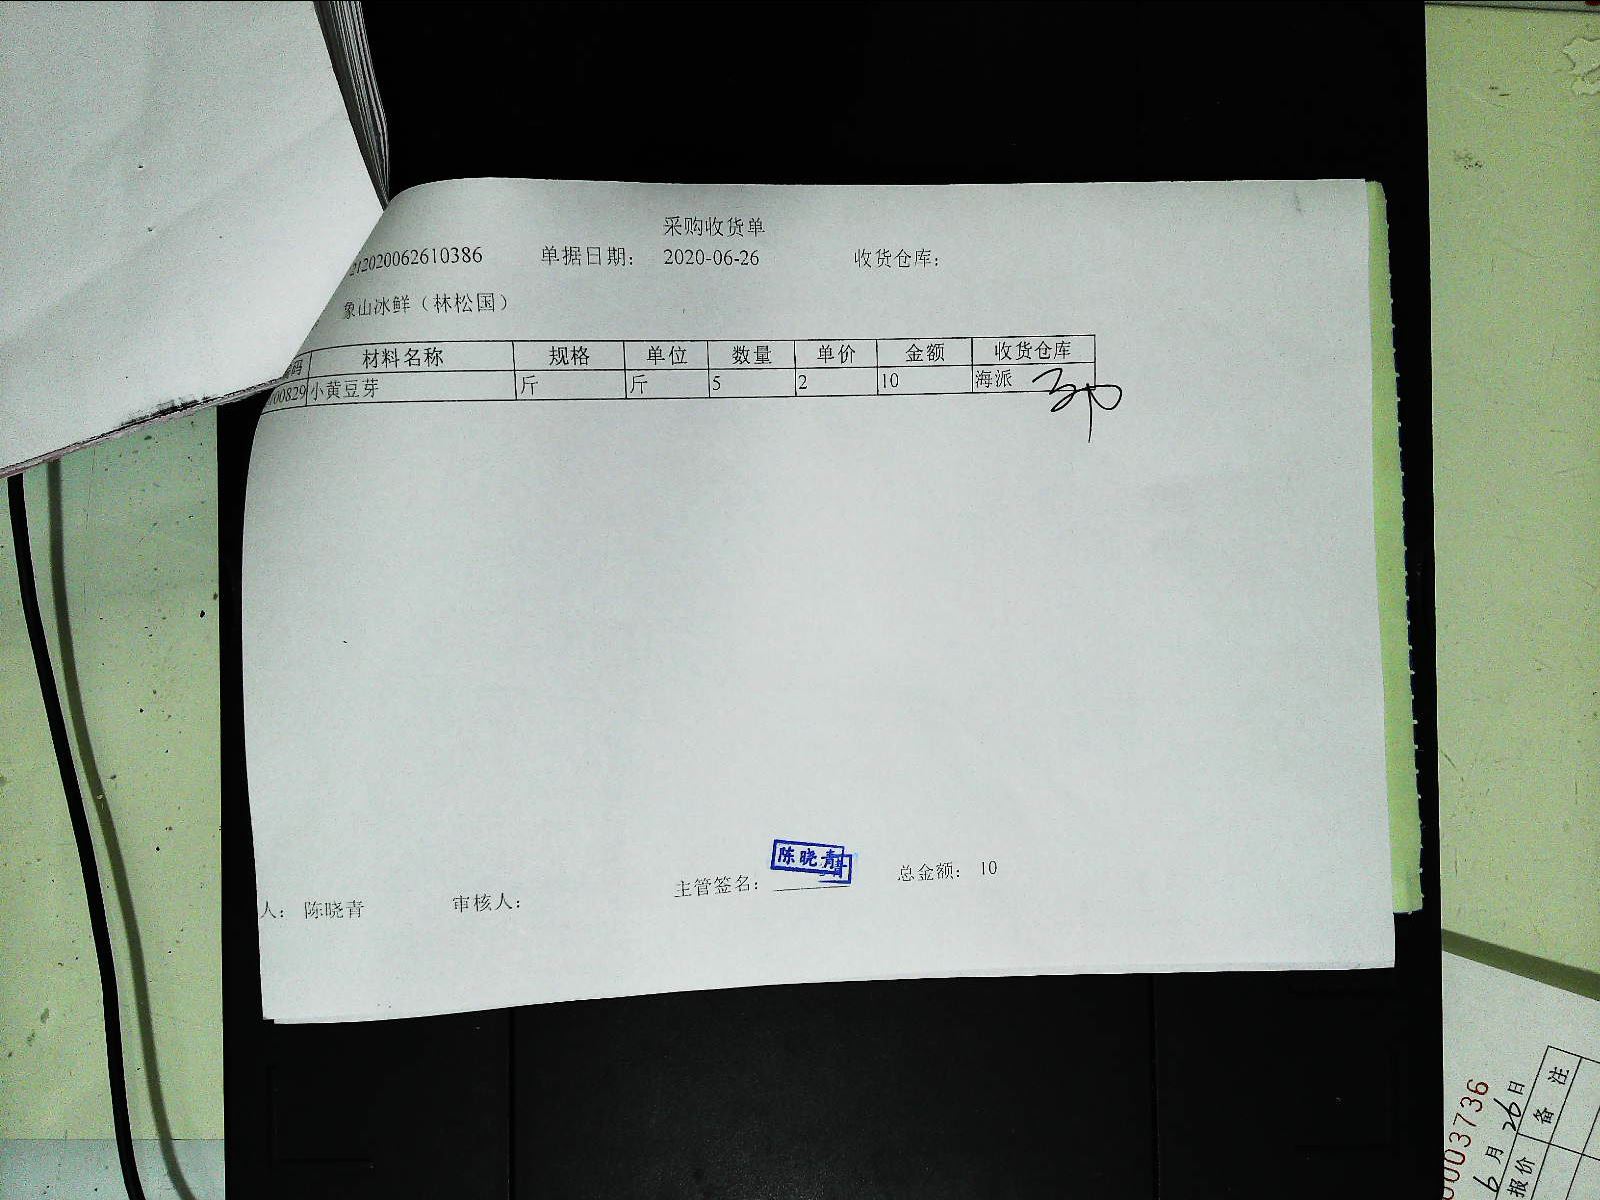 采购收货单
212020062610386 单据日期： 2020-06-26 收货仓库：
象山冰鲜（林松国）
码 材料名称 规格 单位 数量 单价 金额 收货仓库
00829 小黄豆芽 斤 斤 5 2 10 海派
陈晓青
人： 陈晓青 审核人： 主管签名： 总金额： 10
0003736
6月26日
报价 备注